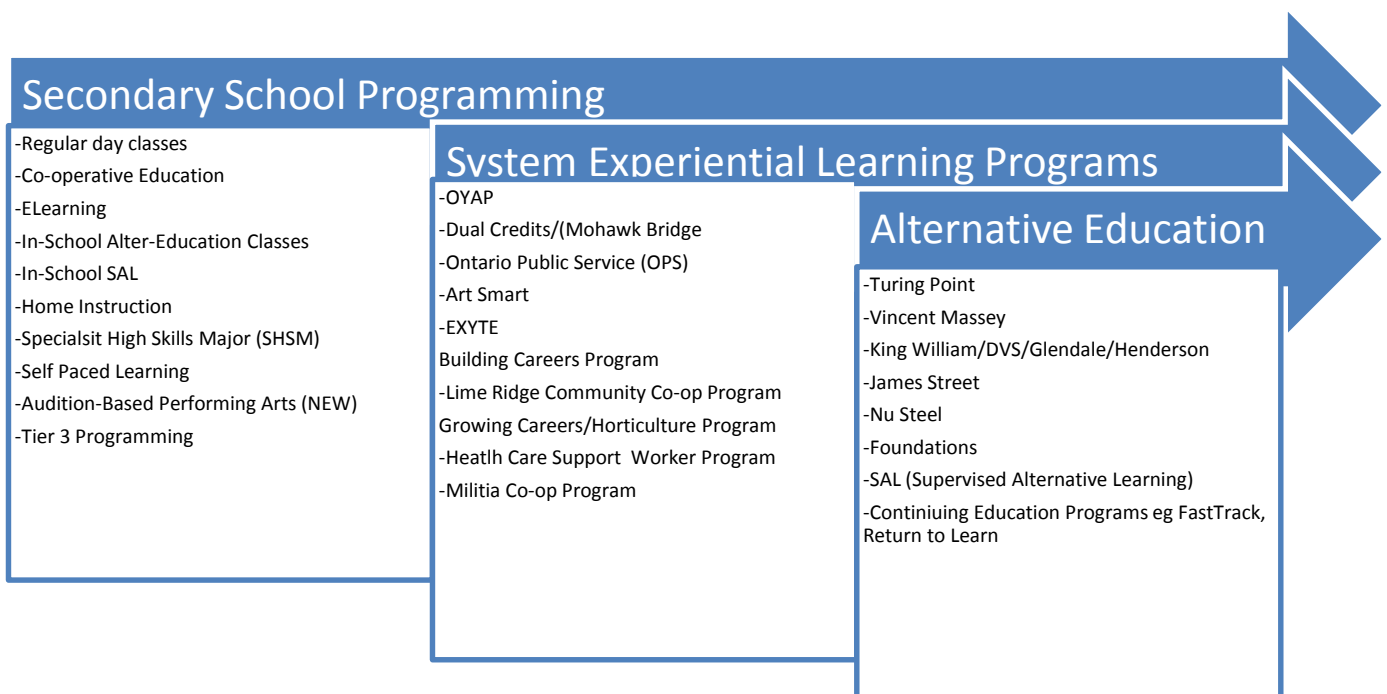 Secondary School Programming
-Regular day classes
-Co-operative Education
-ELearning
-In-School Alter-Education Classes
-In-School SAL
-Home Instruction
-Specialsit High Skills Major (SHSM)
-Self Paced Learning
-Audition-Based Performing Arts (NEW)
-Tier 3 Programming
System Experiential Learning Programs
-OYAP
-Dual Credits/(Mohawk Bridge
-Ontario Public Service (OPS)
-Art Smart
-EXYTE
Building Careers Program
-Lime Ridge Community Co-op Program
Growing Careers/Horticulture Program
-Heatlh Care Support  Worker Program
-Militia Co-op Program
Alternative Education
-Turing Point
-Vincent Massey
-King William/DVS/Glendale/Henderson
-James Street
-Nu Steel
-Foundations
-SAL (Supervised Alternative Learning)
-Continiuing Education Programs eg FastTrack,
Return to Learn